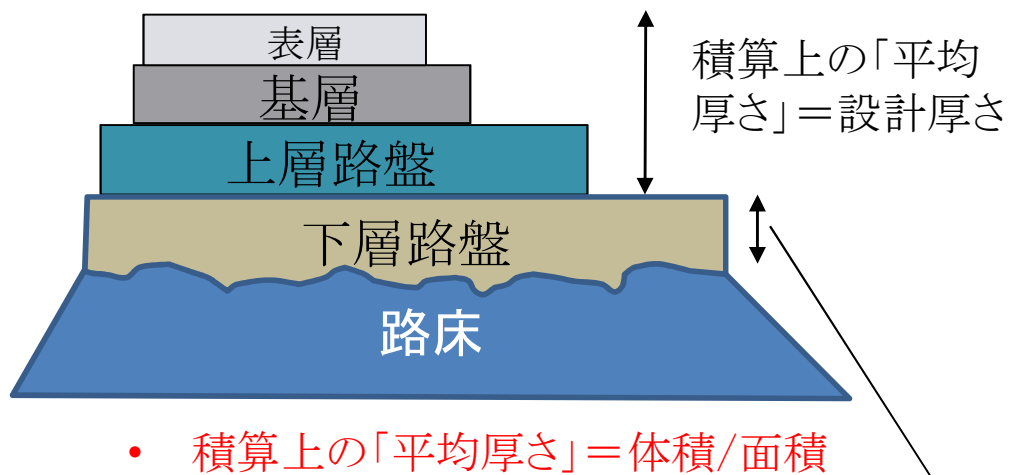 表層
基層
上層路盤
下層路盤
路床
積算上の「平均
厚さ」＝設計厚さ
• 積算上の「平均厚さ」＝体積/面積